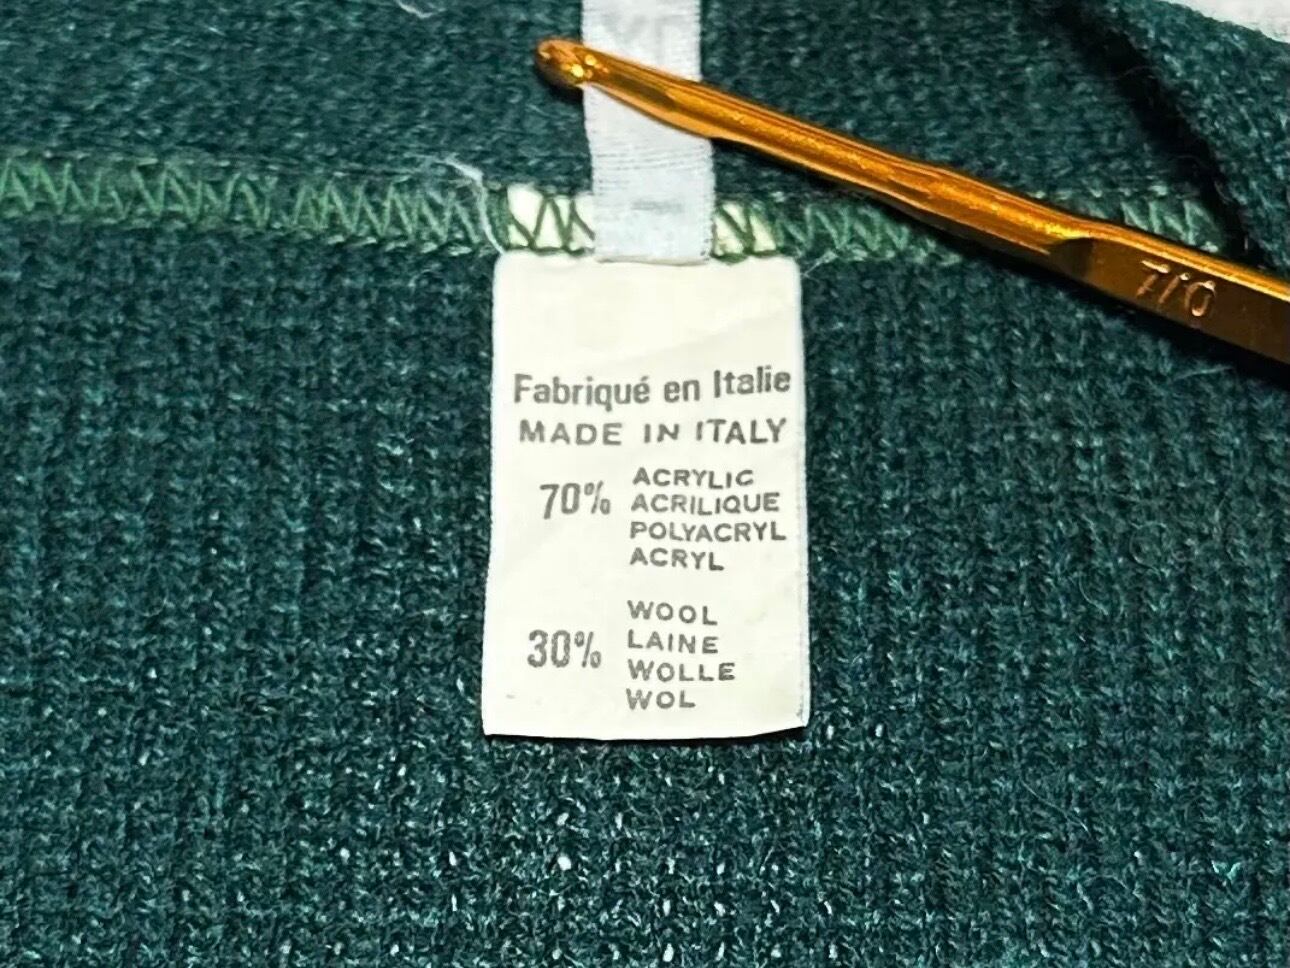 7/0
Fabriqué en Italie
MADE IN ITALY
70% ACRYLIC
ACRILIQUE
POLYACRYL
ACRYL
30% WOOL
LAINE
WOLLE
WOL